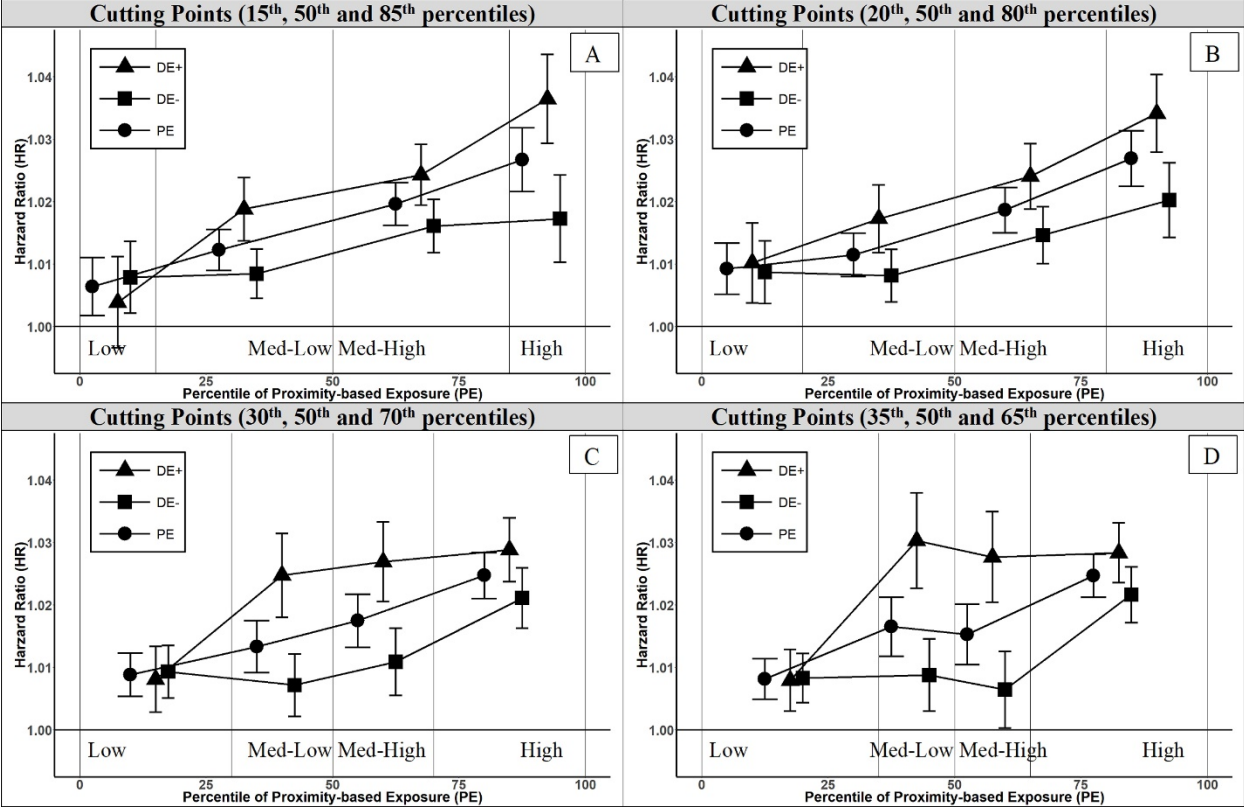 Cutting Points (15th, 50th and 85th percentiles)
A
DE+
DE-
PE
Harzard Ratio (HR)
1.04
1.03
1.02
1.01
1.00
Low Med-Low Med-High High
0 25 50 75 100
Percentile of Proximity-based Exposure (PE)
Cutting Points (20th, 50th and 80th percentiles)
B
DE+
DE-
PE
Harzard Ratio (HR)
1.04
1.03
1.02
1.01
1.00
Low Med-Low Med-High High
0 25 50 75 100
Percentile of Proximity-based Exposure (PE)
Cutting Points (30th, 50th and 70th percentiles)
C
DE+
DE-
PE
Harzard Ratio (HR)
1.04
1.03
1.02
1.01
1.00
Low Med-Low Med-High High
0 25 50 75 100
Percentile of Proximity-based Exposure (PE)
Cutting Points (35th, 50th and 65th percentiles)
D
DE+
DE-
PE
Harzard Ratio (HR)
1.04
1.03
1.02
1.01
1.00
Low Med-Low Med-High High
0 25 50 75 100
Percentile of Proximity-based Exposure (PE)